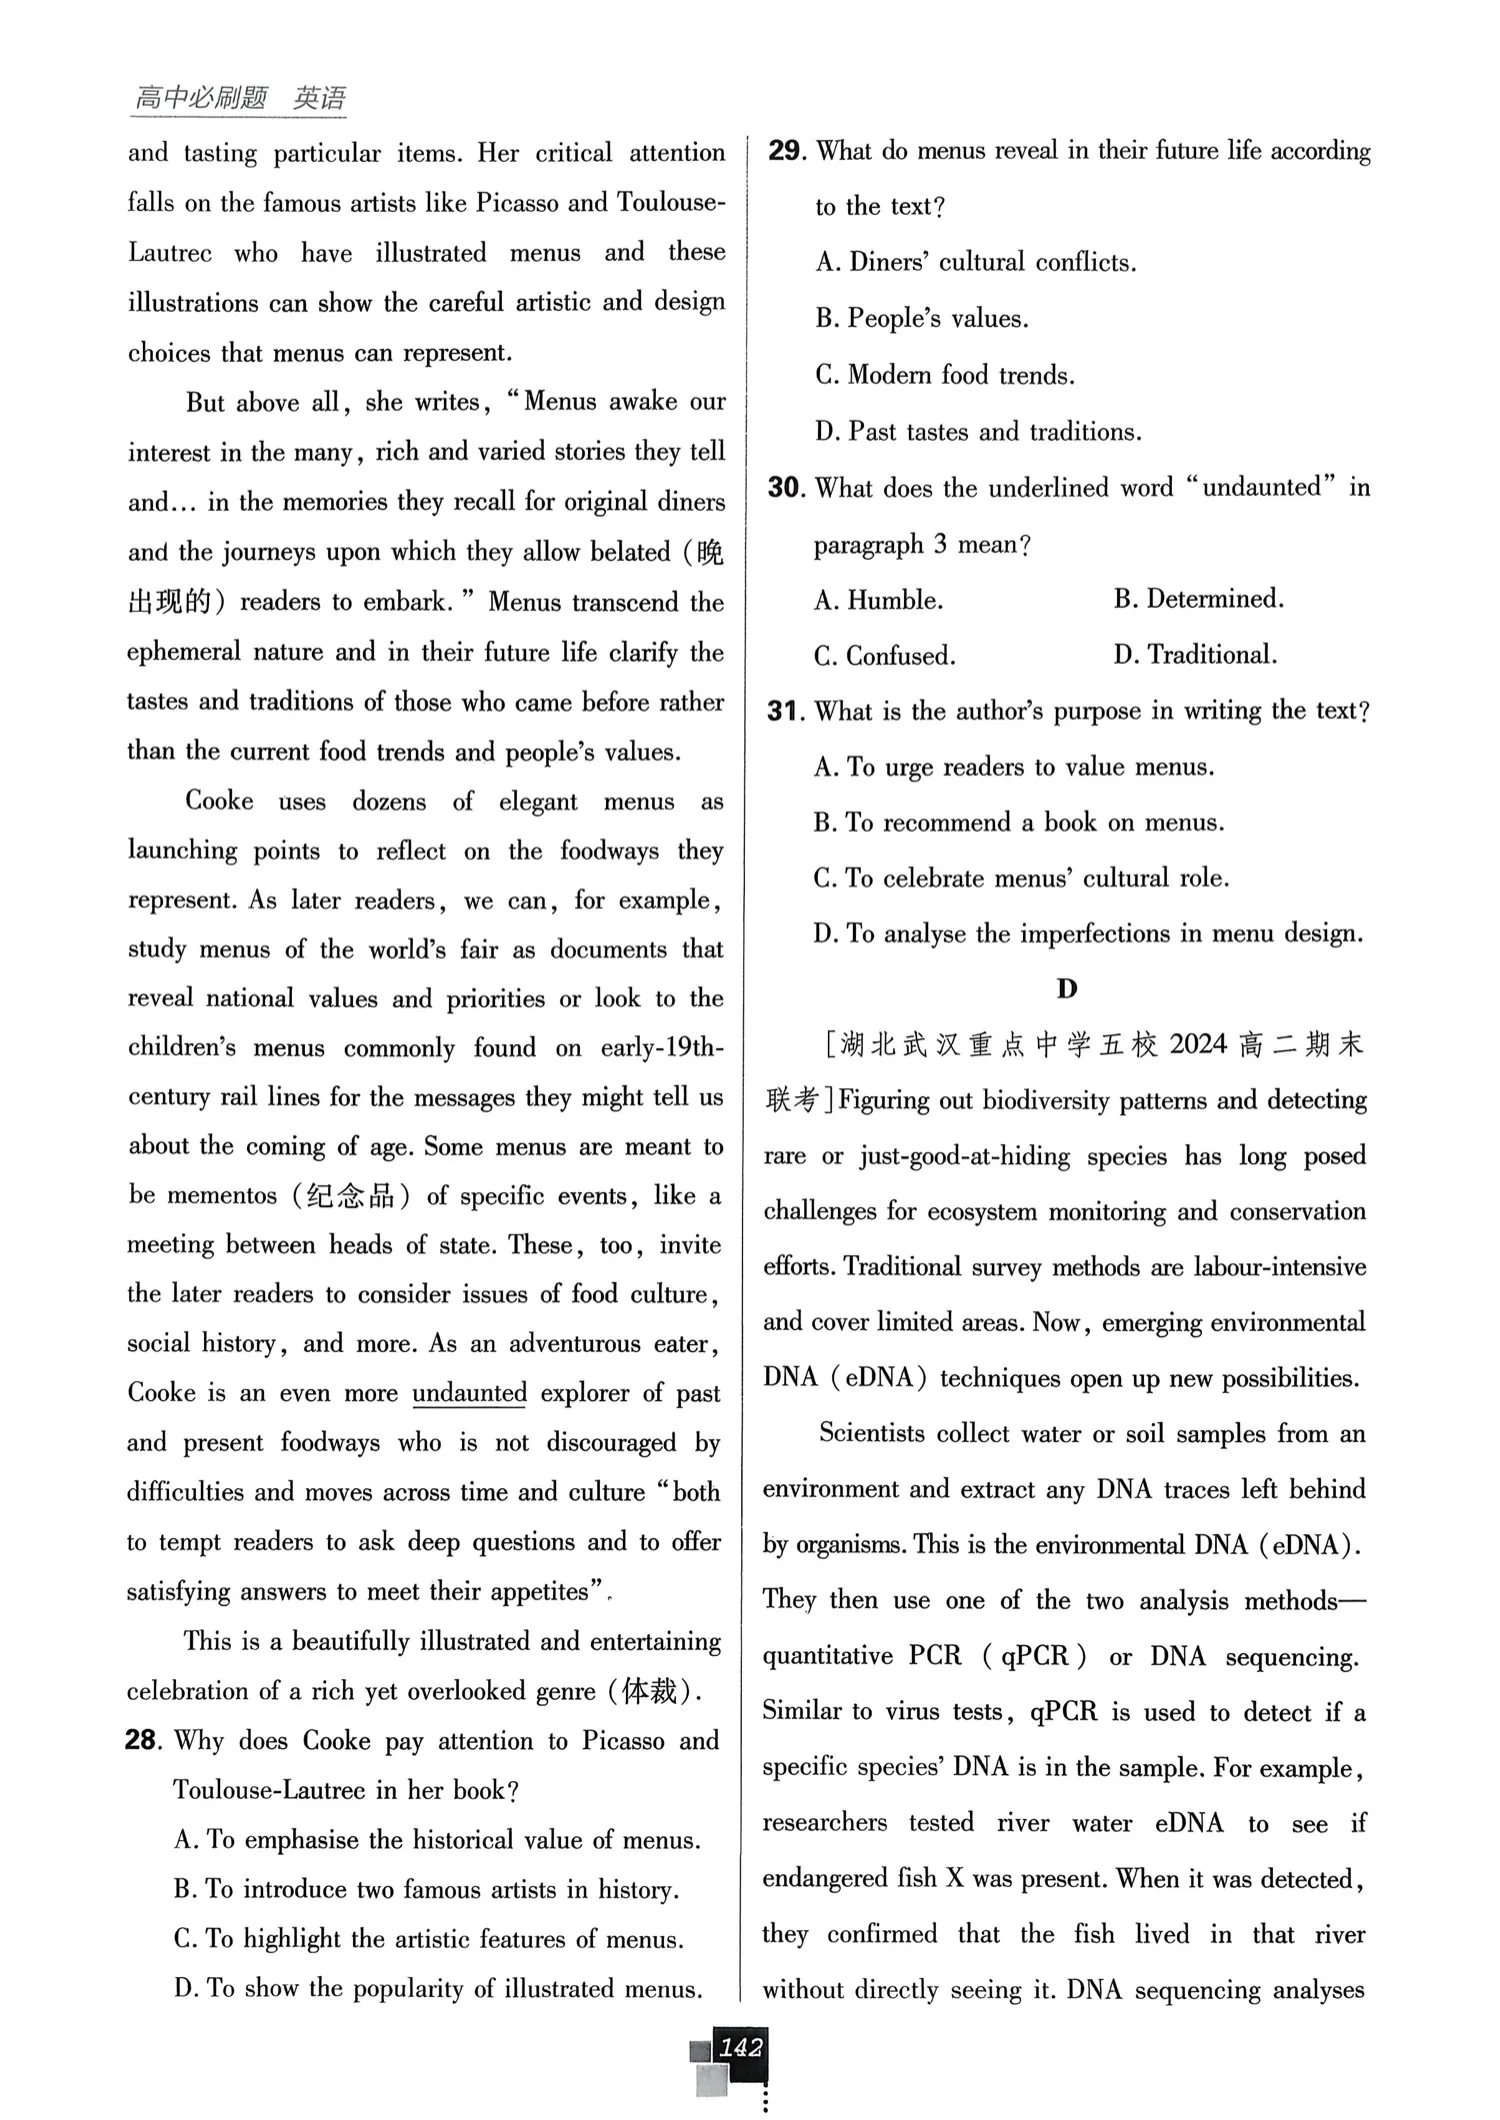 高中必刷题 英语
and tasting particular items. Her critical attention
falls on the famous artists like Picasso and Toulouse-
Lautrec who have illustrated menus and these
illustrations can show the careful artistic and design
choices that menus can represent.
But above all, she writes, “Menus awake our
interest in the many, rich and varied stories they tell
and... in the memories they recall for original diners
and the journeys upon which they allow belated (晚
出现的) readers to embark.” Menus transcend the
ephemeral nature and in their future life clarify the
tastes and traditions of those who came before rather
than the current food trends and people’s values.
Cooke uses dozens of elegant menus as
launching points to reflect on the foodways they
represent. As later readers, we can, for example,
study menus of the world’s fair as documents that
reveal national values and priorities or look to the
children’s menus commonly found on early-19th-
century rail lines for the messages they might tell us
about the coming of age. Some menus are meant to
be mementos (纪念品) of specific events, like a
meeting between heads of state. These, too, invite
the later readers to consider issues of food culture,
social history, and more. As an adventurous eater,
Cooke is an even more undaunted explorer of past
and present foodways who is not discouraged by
difficulties and moves across time and culture “both
to tempt readers to ask deep questions and to offer
satisfying answers to meet their appetites”.
This is a beautifully illustrated and entertaining
celebration of a rich yet overlooked genre (体裁).
28. Why does Cooke pay attention to Picasso and
Toulouse-Lautrec in her book?
A. To emphasise the historical value of menus.
B. To introduce two famous artists in history.
C. To highlight the artistic features of menus.
D. To show the popularity of illustrated menus.
29. What do menus reveal in their future life according
to the text?
A. Diners’ cultural conflicts.
B. People’s values.
C. Modern food trends.
D. Past tastes and traditions.
30. What does the underlined word “undaunted” in
paragraph 3 mean?
A. Humble. B. Determined.
C. Confused. D. Traditional.
31. What is the author’s purpose in writing the text?
A. To urge readers to value menus.
B. To recommend a book on menus.
C. To celebrate menus’ cultural role.
D. To analyse the imperfections in menu design.
D
[湖北武汉重点中学五校 2024 高二期末
联考]Figuring out biodiversity patterns and detecting
rare or just-good-at-hiding species has long posed
challenges for ecosystem monitoring and conservation
efforts. Traditional survey methods are labour-intensive
and cover limited areas. Now, emerging environmental
DNA (eDNA) techniques open up new possibilities.
Scientists collect water or soil samples from an
environment and extract any DNA traces left behind
by organisms. This is the environmental DNA (eDNA).
They then use one of the two analysis methods—
quantitative PCR (qPCR) or DNA sequencing.
Similar to virus tests, qPCR is used to detect if a
specific species’ DNA is in the sample. For example,
researchers tested river water eDNA to see if
endangered fish X was present. When it was detected,
they confirmed that the fish lived in that river
without directly seeing it. DNA sequencing analyses
142